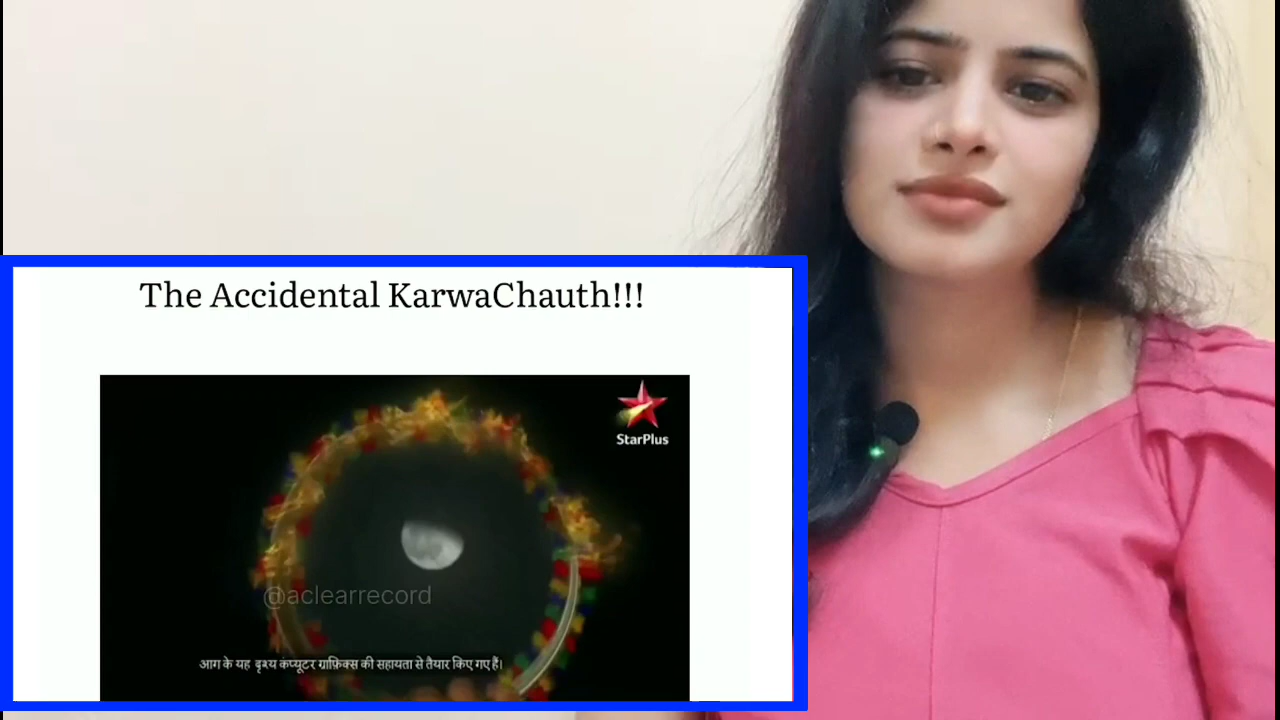 The Accidental KarwaChauth!!!
StarPlus
@aclearrecord
आग के यह दृश्य कंप्यूटर ग्राफ़िक्स की सहायता से तैयार किए गए हैं।